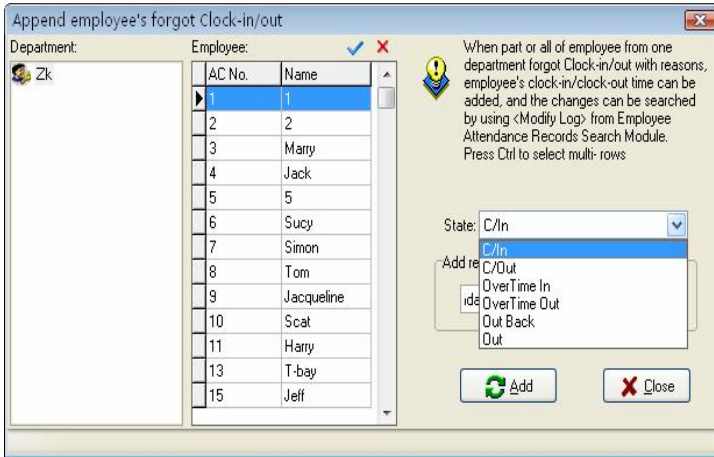 Append employee's forgot Clock-in/out
Department:
Zk
Employee:
AC No. Name
1 1
2 2
3 Marry
4 Jack
5 5
6 Sucy
7 Simon
8 Tom
9 Jacqueline
10 Scat
11 Harry
13 T-bay
15 Jeff
When part or all of employee from one
department forgot Clock-in/out with reasons,
employee's clock-in/clock-out time can be
added, and the changes can be searched
by using <Modify Log> from Employee
Attendance Records Search Module.
Press Ctrl to select multi- rows
State: C/In
C/In
Add re
C/Out
OverTime In
OverTime Out
Out Back
Out
Add
Close